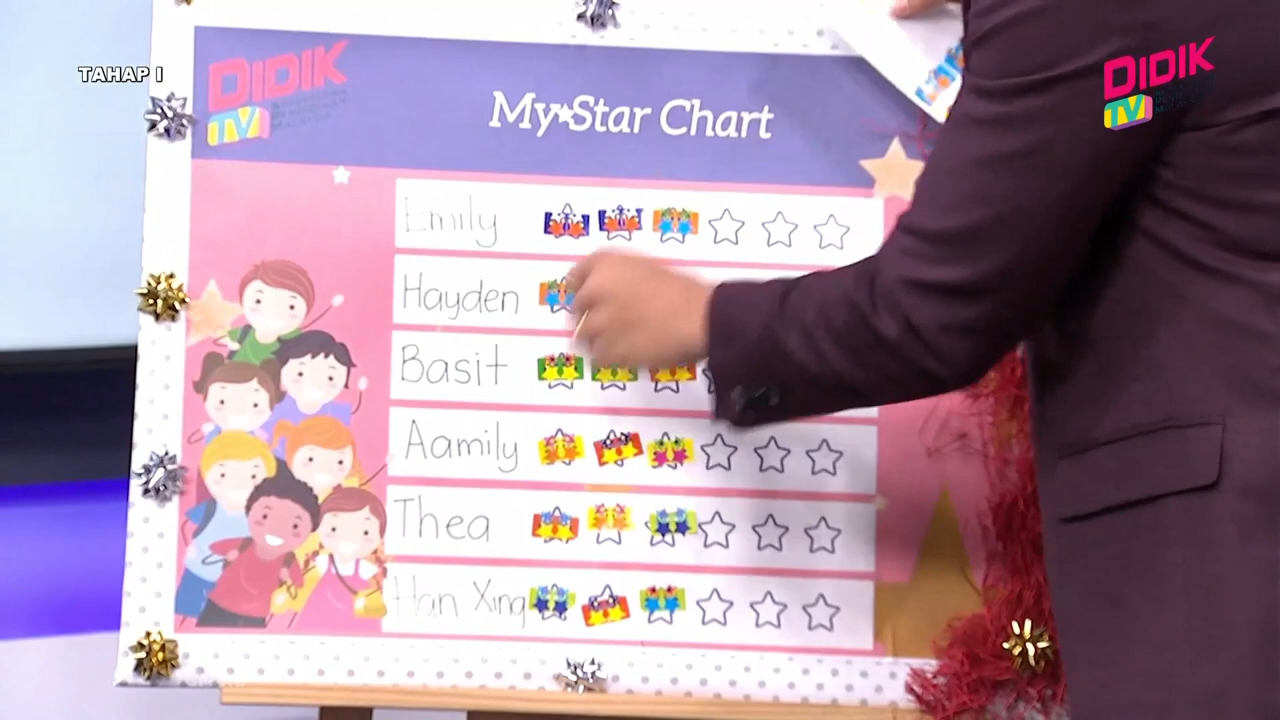 TAHAP I
DIDIK
TV
DIDIK
TV
My Star Chart
Emily
Hayden
Basit
Aamily
Thea
Han Xing